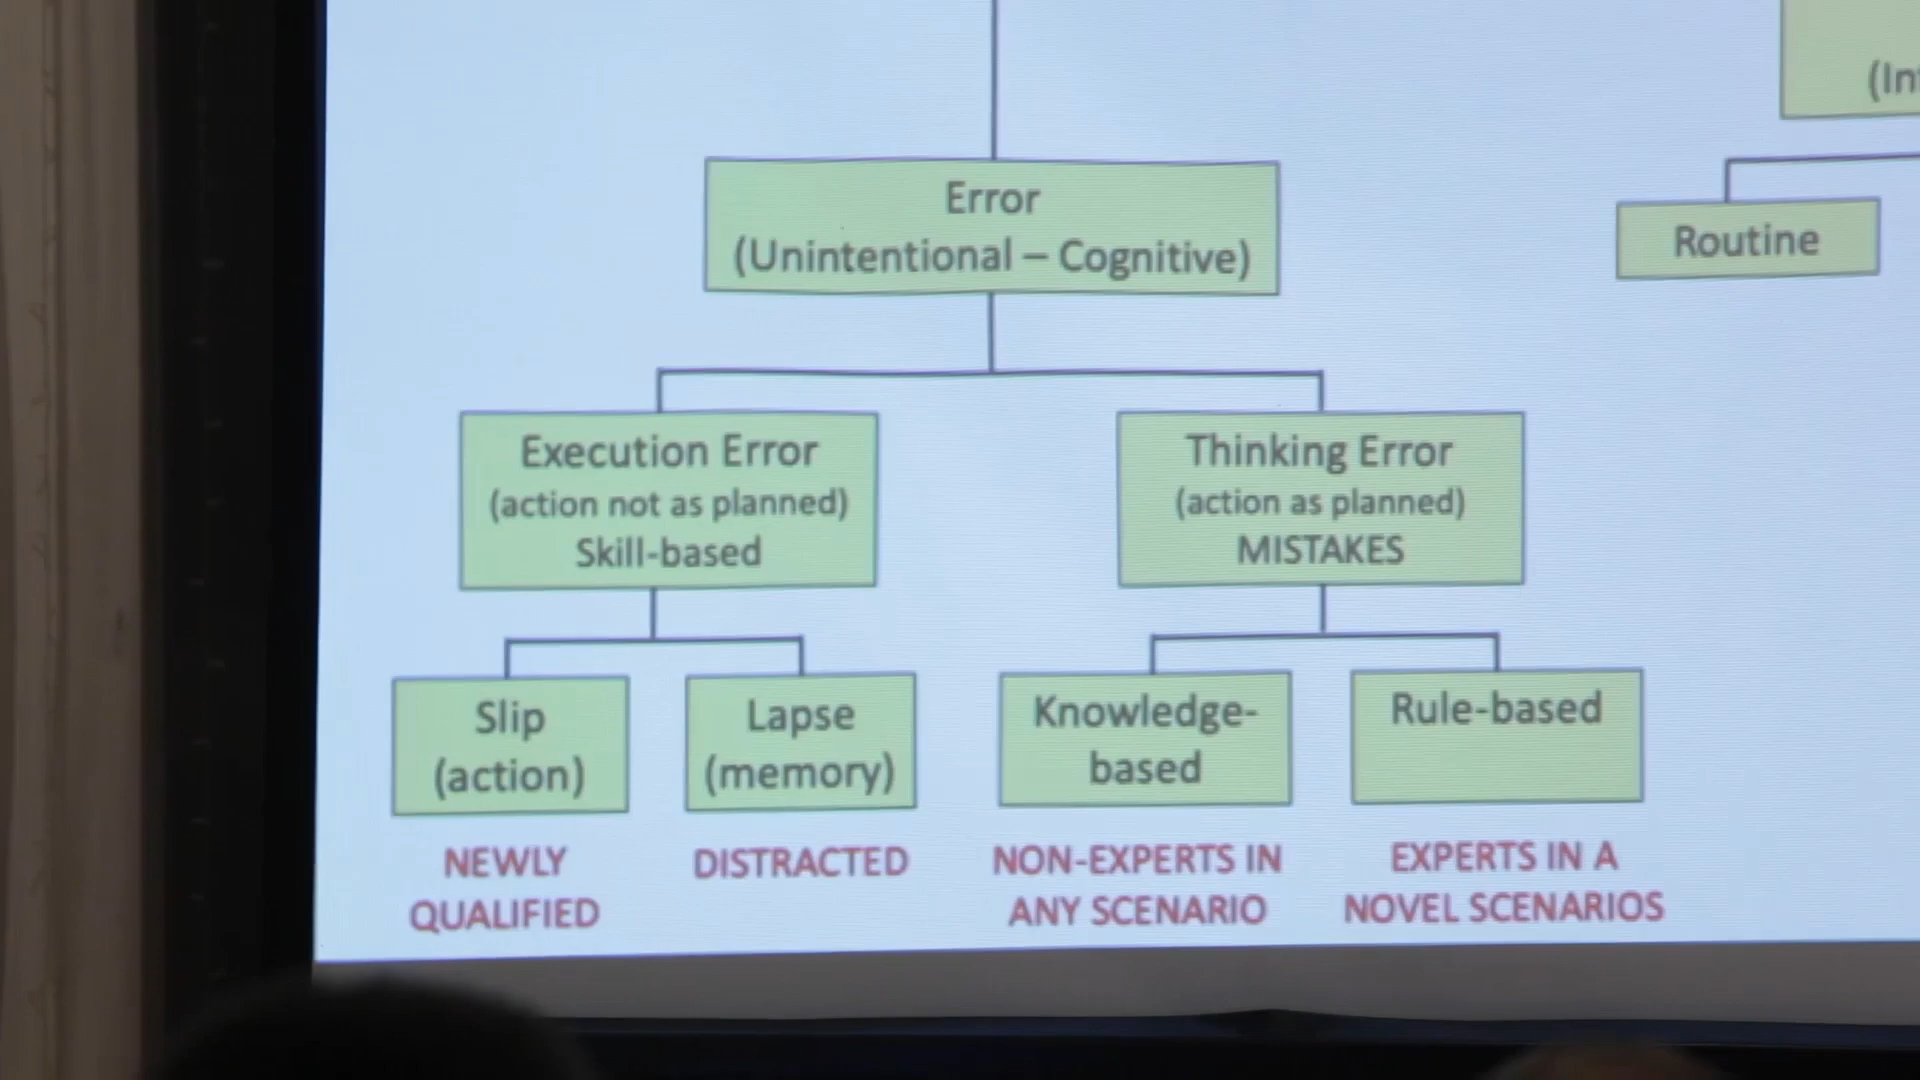 Error
(Unintentional – Cognitive)
Routine
Execution Error
(action not as planned)
Skill-based
Thinking Error
(action as planned)
MISTAKES
Slip
(action)
Lapse
(memory)
Knowledge-
based
Rule-based
NEWLY
QUALIFIED
DISTRACTED
NON-EXPERTS IN
ANY SCENARIO
EXPERTS IN A
NOVEL SCENARIOS